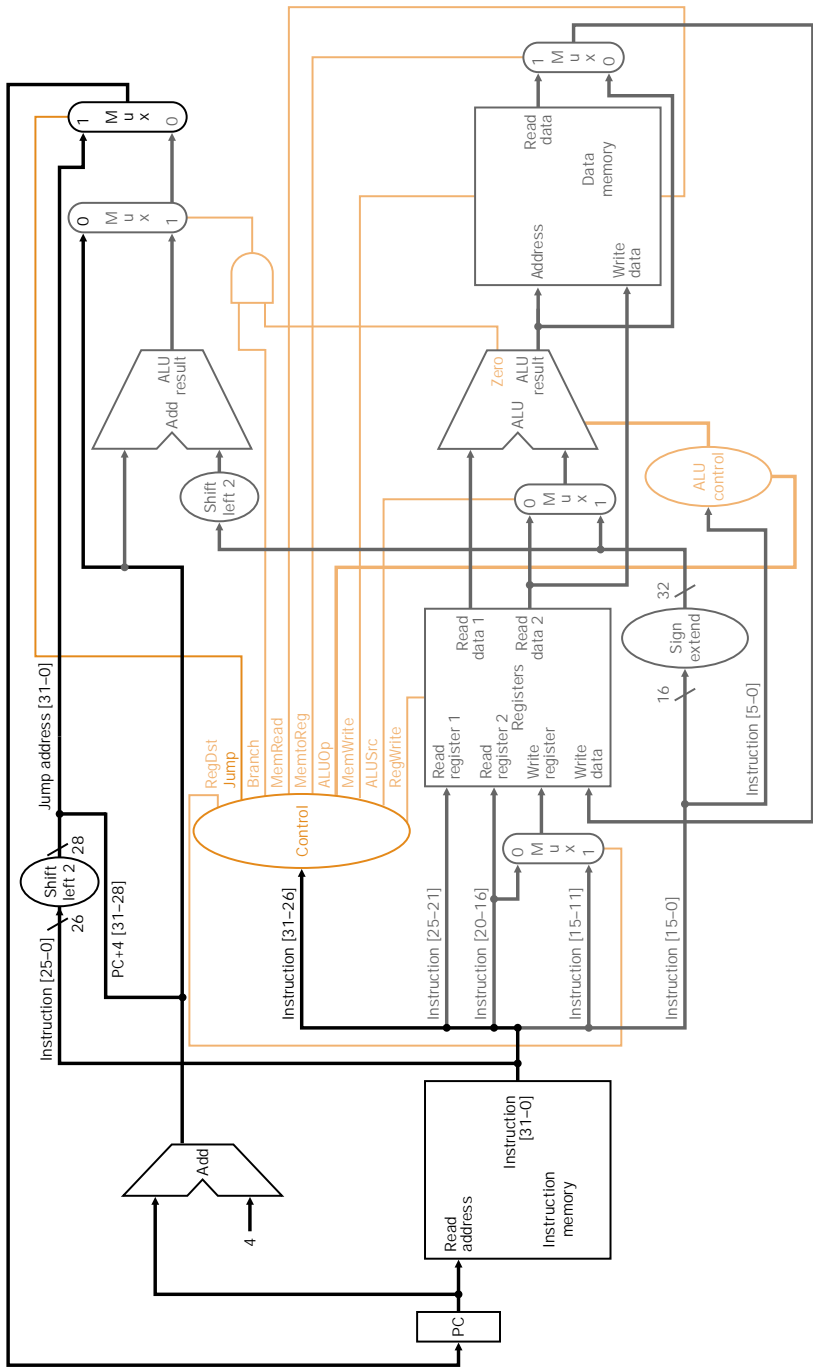 PC
Read
address
Instruction
[31–0]
Instruction
memory
4
Add
Instruction [25–0]
26
Shift
left 2
28
Jump address [31–0]
PC+4 [31–28]
Instruction [31–26]
Instruction [25–21]
Instruction [20–16]
Instruction [15–11]
Instruction [15–0]
Control
RegDst
Jump
Branch
MemRead
MemtoReg
ALUOp
MemWrite
ALUSrc
RegWrite
0
M
u
x
1
Read
register 1
Read
register 2
Write
register
Write
data
Registers
Read
data 1
Read
data 2
16
Sign
extend
32
Instruction [5–0]
Shift
left 2
0
M
u
x
1
ALU
control
Add
ALU
result
ALU
Zero
ALU
result
0
M
u
x
1
1
M
u
x
0
Address
Write
data
Read
data
Data
memory
1
M
u
x
0